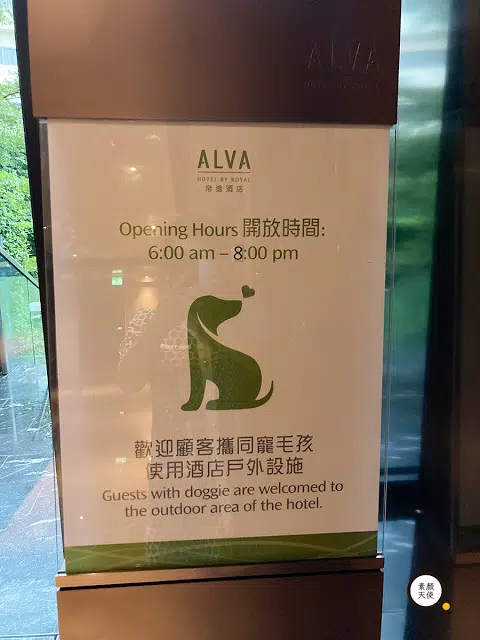 ALVA
ALVA
HOTEL BY ROYAL
帝逸酒店
Opening Hours 開放時間:
6:00 am – 8:00 pm
歡迎顧客攜同寵毛孩
使用酒店戶外設施
Guests with doggie are welcomed to
the outdoor area of the hotel.
素顏
天使